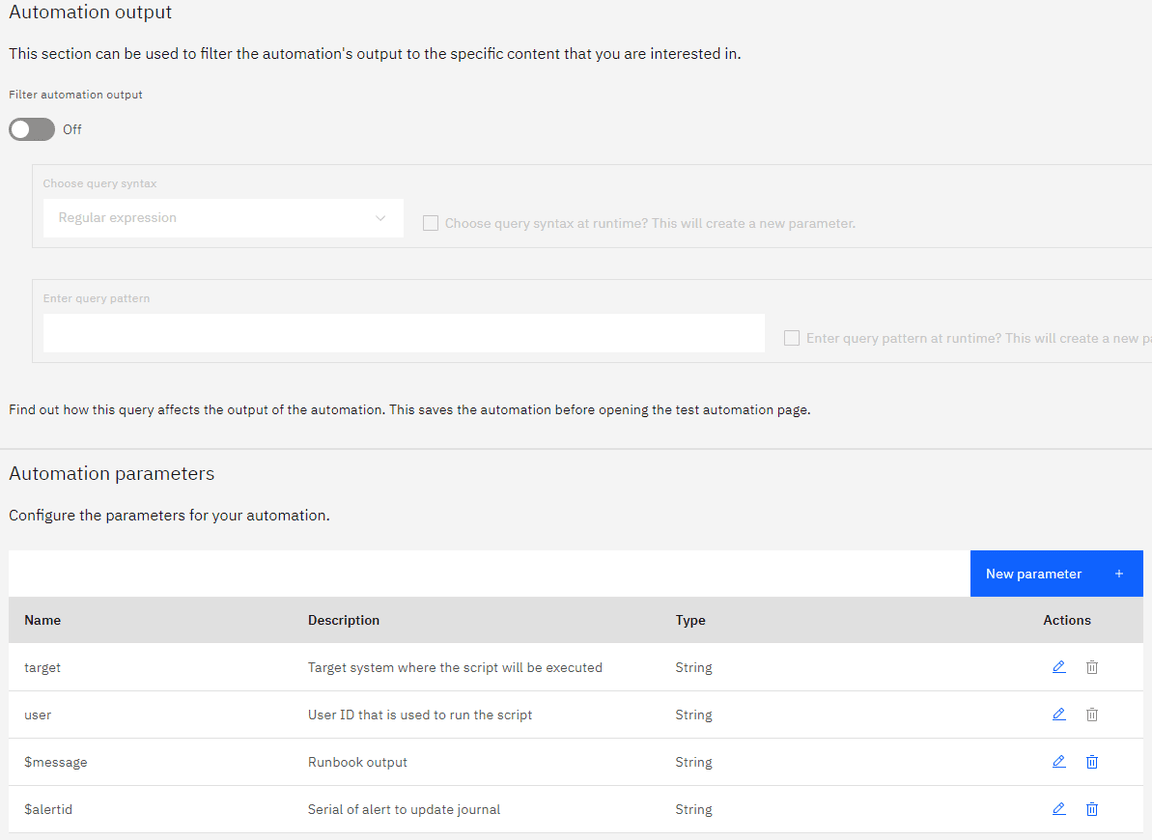 Automation output
This section can be used to filter the automation's output to the specific content that you are interested in.
Filter automation output
Off
Choose query syntax
Regular expression
Choose query syntax at runtime? This will create a new parameter.
Enter query pattern
Enter query pattern at runtime? This will create a new
Find out how this query affects the output of the automation. This saves the automation before opening the test automation page.
Automation parameters
Configure the parameters for your automation.
New parameter +
Name Description Type Actions
target Target system where the script will be executed String
user User ID that is used to run the script String
$message Runbook output String
$alertid Serial of alert to update journal String